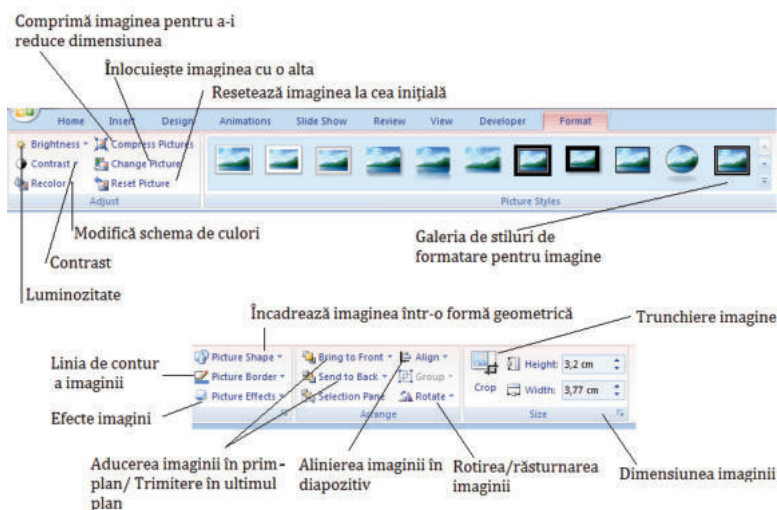 Comprimă imaginea pentru a-i
reduce dimensiunea
Înlocuiește imaginea cu o alta
Resetează imaginea la cea inițială
Home Insert Design Animations Slide Show Review View Developer Format
Brightness Compress Pictures
Contrast Change Picture
Recolor Reset Picture
Adjust Picture Styles
Modifică schema de culori
Contrast
Luminozitate
Galeria de stiluri de
formatare pentru imagine
Încadrează imaginea într-o formă geometrică
Trunchiere imagine
Linia de contur
a imaginii
Efecte imagini
Picture Shape Bring to Front Align Height: 3,2 cm
Picture Border Send to Back Group Crop Width: 3,77 cm
Picture Effects Selection Pane Rotate
Arrange Size
Aducerea imaginii în prim-
plan/ Trimitere în ultimul
plan
Alinierea imaginii în
diapozitiv
Rotirea/răsturnarea
imaginii
Dimensiunea imaginii